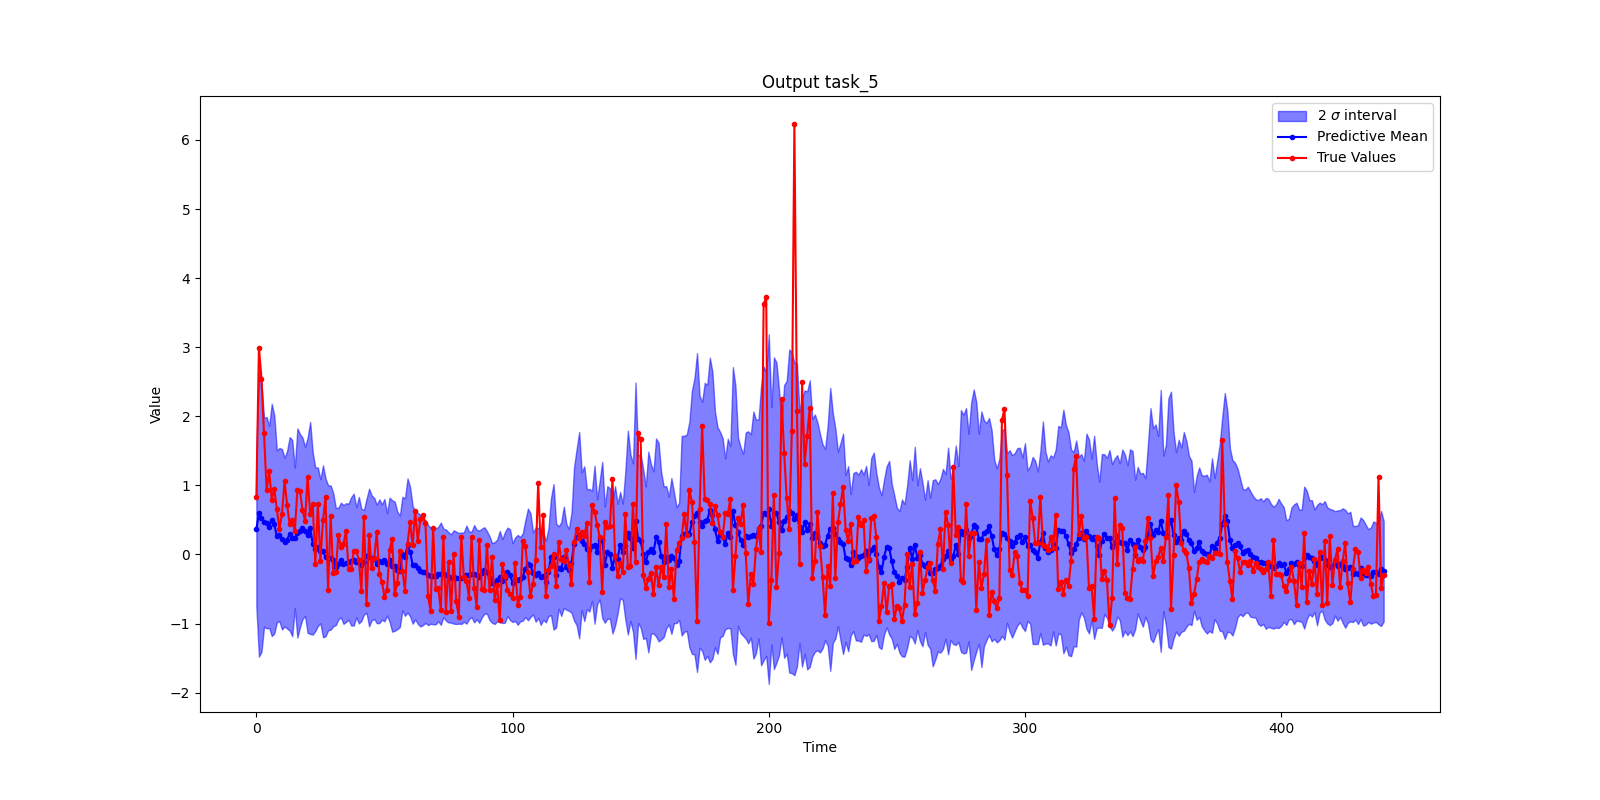 Output task_5
2 σ interval
Predictive Mean
True Values
Value
6
5
4
3
2
1
0
−1
−2
0 100 200 300 400
Time